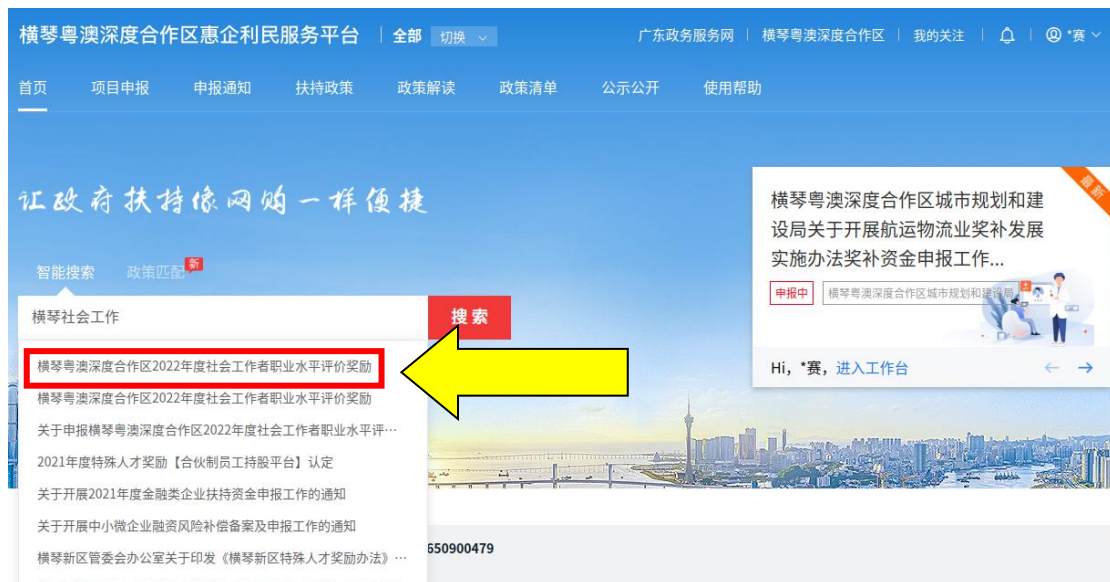 横琴粤澳深度合作区惠企利民服务平台 全部 切换 广东政务服务网 横琴粤澳深度合作区 我的关注 *赛
首页 项目申报 申报通知 扶持政策 政策解读 政策清单 公示公开 使用帮助
让政府扶持像网购一样便捷
最新
横琴粤澳深度合作区城市规划和建
设局关于开展航运物流业奖补发展
实施办法奖补资金申报工作...
申报中 横琴粤澳深度合作区城市规划和建设局
Hi，*赛，进入工作台
智能搜索 政策匹配 新
横琴社会工作 搜索
横琴粤澳深度合作区2022年度社会工作者职业水平评价奖励
横琴粤澳深度合作区2022年度社会工作者职业水平评价奖励
关于申报横琴粤澳深度合作区2022年度社会工作者职业水平评…
2021年度特殊人才奖励【合伙制员工持股平台】认定
关于开展2021年度金融类企业扶持资金申报工作的通知
关于开展中小微企业融资风险补偿备案及申报工作的通知
横琴新区管委会办公室关于印发《横琴新区特殊人才奖励办法》…
650900479